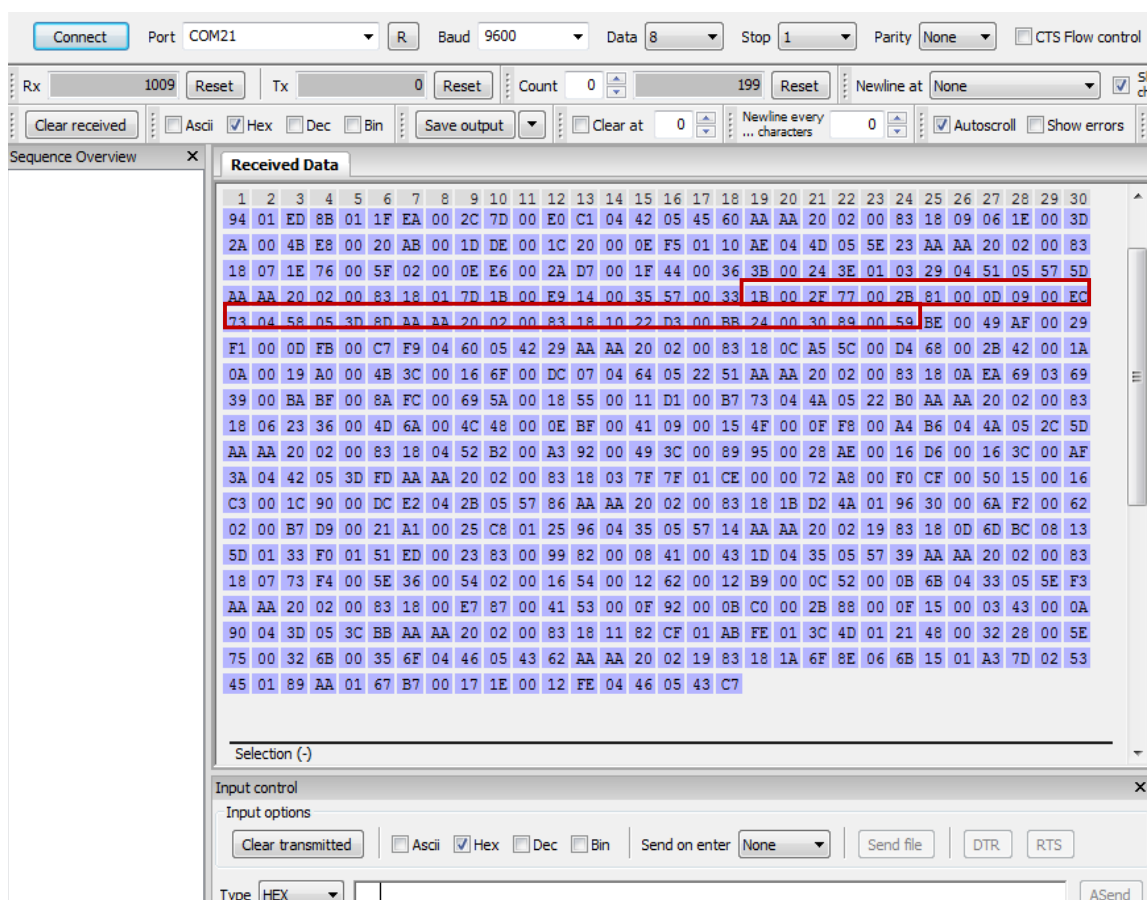 Connect Port COM21 R Baud 9600 Data 8 Stop 1 Parity None CTS Flow control
Rx 1009 Reset Tx 0 Reset Count 0 199 Reset Newline at None
Clear received Ascii Hex Dec Bin Save output Clear at 0 Newline every ... characters 0 Autoscroll Show errors
Sequence Overview X
Received Data
1 2 3 4 5 6 7 8 9 10 11 12 13 14 15 16 17 18 19 20 21 22 23 24 25 26 27 28 29 30
94 01 ED 8B 01 1F EA 00 2C 7D 00 E0 C1 04 42 05 45 60 AA AA 20 02 00 83 18 09 06 1E 00 3D
2A 00 4B E8 00 20 AB 00 1D DE 00 1C 20 00 0E F5 01 10 AE 04 4D 05 5E 23 AA AA 20 02 00 83
18 07 1E 76 00 5F 02 00 0E E6 00 2A D7 00 1F 44 00 36 3B 00 24 3E 01 03 29 04 51 05 57 5D
AA AA 20 02 00 83 18 01 7D 1B 00 E9 14 00 35 57 00 33 1B 00 2F 77 00 2B 81 00 0D 09 00 EC
73 04 58 05 3D 8D AA AA 20 02 00 83 18 10 22 D3 00 BB 24 00 30 89 00 59 BE 00 49 AF 00 29
F1 00 0D FB 00 C7 F9 04 60 05 42 29 AA AA 20 02 00 83 18 0C A5 5C 00 D4 68 00 2B 42 00 1A
0A 00 19 A0 00 4B 3C 00 16 6F 00 DC 07 04 64 05 22 51 AA AA 20 02 00 83 18 0A EA 69 03 69
39 00 BA BF 00 8A FC 00 69 5A 00 18 55 00 11 D1 00 B7 73 04 4A 05 22 B0 AA AA 20 02 00 83
18 06 23 36 00 4D 6A 00 4C 48 00 0E BF 00 41 09 00 15 4F 00 0F F8 00 A4 B6 04 4A 05 2C 5D
AA AA 20 02 00 83 18 04 52 B2 00 A3 92 00 49 3C 00 89 95 00 28 AE 00 16 D6 00 16 3C 00 AF
3A 04 42 05 3D FD AA AA 20 02 00 83 18 03 7F 7F 01 CE 00 00 72 A8 00 F0 CF 00 50 15 00 16
C3 00 1C 90 00 DC E2 04 2B 05 57 86 AA AA 20 02 00 83 18 1B D2 4A 01 96 30 00 6A F2 00 62
02 00 B7 D9 00 21 A1 00 25 C8 01 25 96 04 35 05 57 14 AA AA 20 02 19 83 18 0D 6D BC 08 13
5D 01 33 F0 01 51 ED 00 23 83 00 99 82 00 08 41 00 43 1D 04 35 05 57 39 AA AA 20 02 00 83
18 07 73 F4 00 5E 36 00 54 02 00 16 54 00 12 62 00 12 B9 00 0C 52 00 0B 6B 04 33 05 5E F3
AA AA 20 02 00 83 18 00 E7 87 00 41 53 00 0F 92 00 0B C0 00 2B 88 00 0F 15 00 03 43 00 0A
90 04 3D 05 3C BB AA AA 20 02 00 83 18 11 82 CF 01 AB FE 01 3C 4D 01 21 48 00 32 28 00 5E
75 00 32 6B 00 35 6F 04 46 05 43 62 AA AA 20 02 19 83 18 1A 6F 8E 06 6B 15 01 A3 7D 02 53
45 01 89 AA 01 67 B7 00 17 1E 00 12 FE 04 46 05 43 C7
Selection (-)
Input control X
Input options
Clear transmitted Ascii Hex Dec Bin Send on enter None Send file DTR RTS
Type HEX ASend